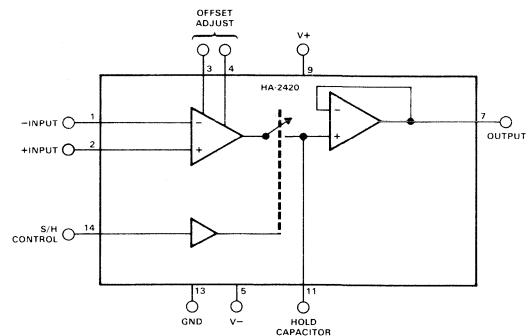 OFFSET
ADJUST
V+
3 4 9
HA-2420
−INPUT 1 − − 7
OUTPUT
+INPUT 2 + +
S/H
CONTROL 14
13 5 11
GND V− HOLD
CAPACITOR